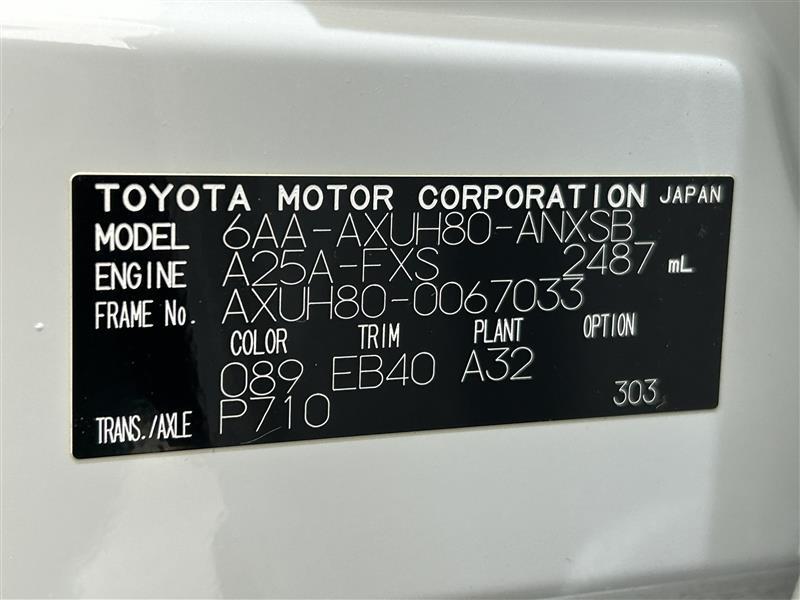 TOYOTA MOTOR CORPORATION JAPAN
MODEL 6AA-AXUH80-ANXSB
ENGINE A25A-FXS 2487 mL
FRAME No. AXUH80-0067033
COLOR TRIM PLANT OPTION
089 EB40 A32
TRANS./AXLE P710 303